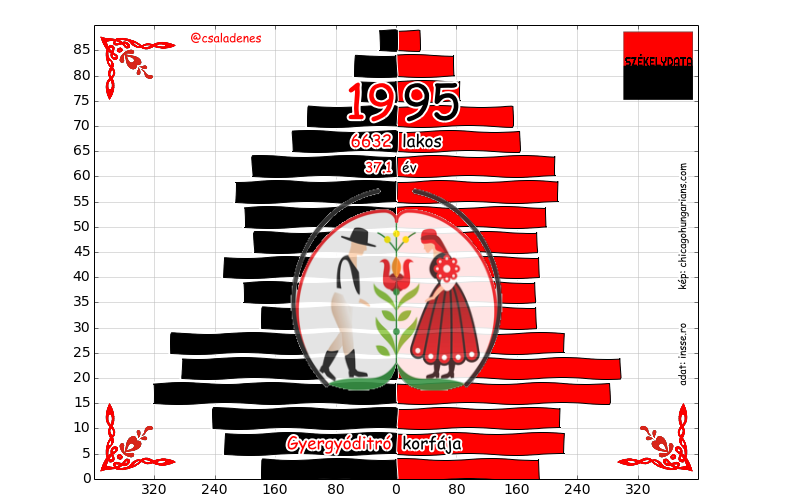 @csaladenes
SZÉKELYDATA
1995
6632 lakos
37.1 év
kép: chicagohungarians.com
adat: insse.ro
Gyergyóditró korfája
85
80
75
70
65
60
55
50
45
40
35
30
25
20
15
10
5
0
320 240 160 80 0 80 160 240 320